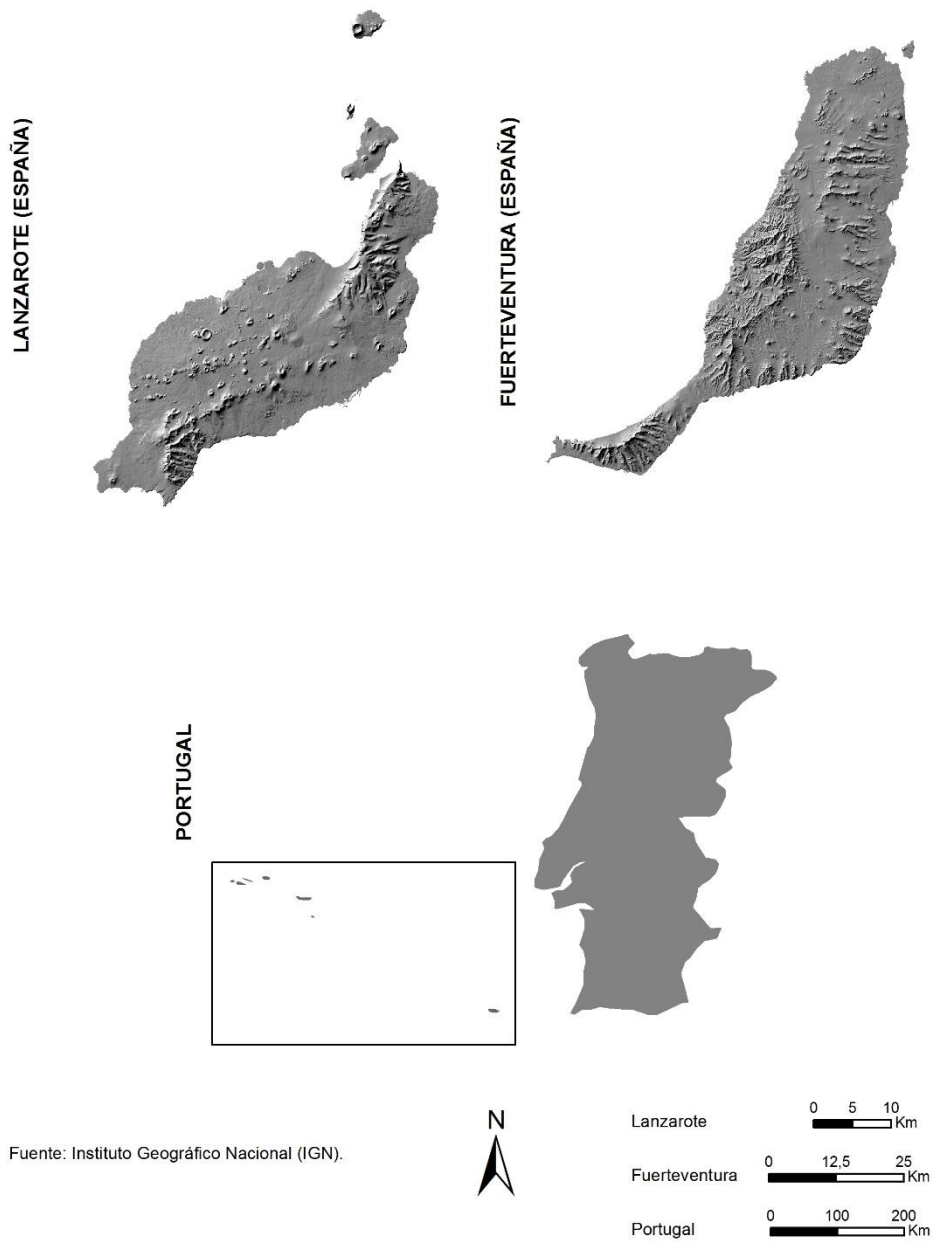 LANZAROTE (ESPAÑA)
FUERTEVENTURA (ESPAÑA)
PORTUGAL
Fuente: Instituto Geográfico Nacional (IGN).
N
Lanzarote
0 5 10
Km
Fuerteventura
0 12,5 25
Km
Portugal
0 100 200
Km